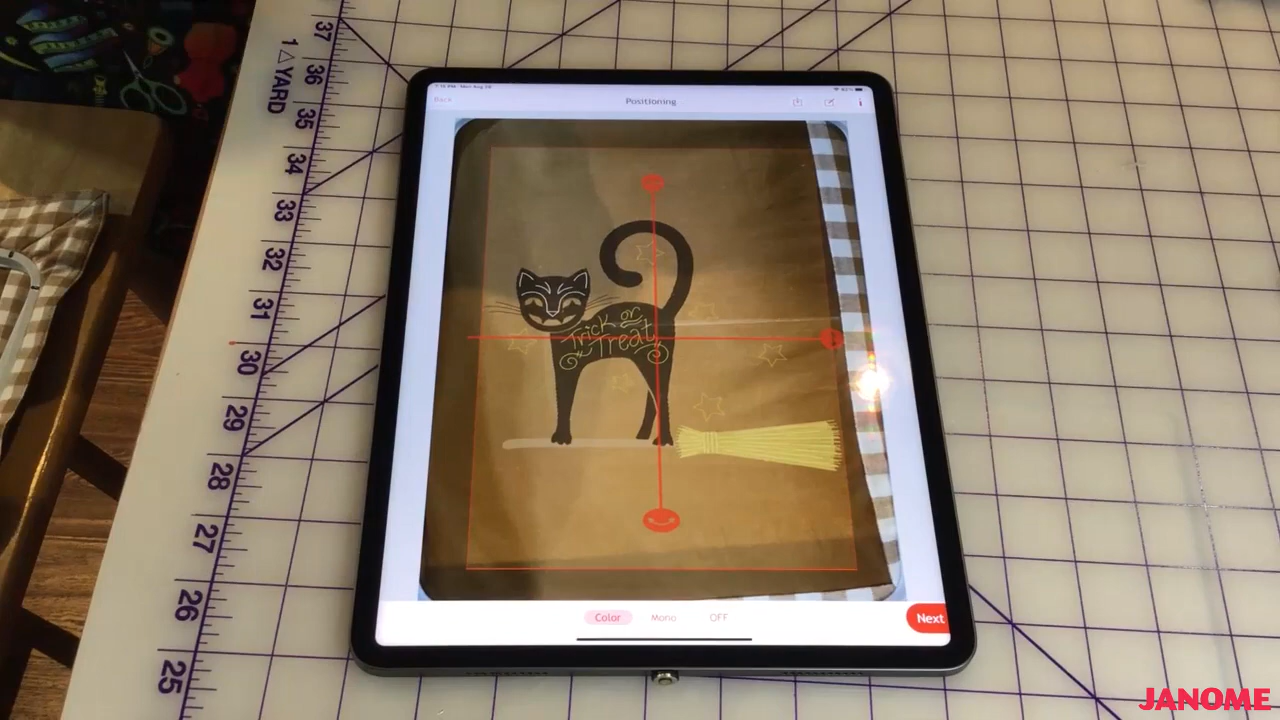 Back
Positioning
Trick or
Treat
Color
Mono
OFF
Next
1 YARD
37
36
35
34
33
32
31
30
29
28
27
26
25
JANOME